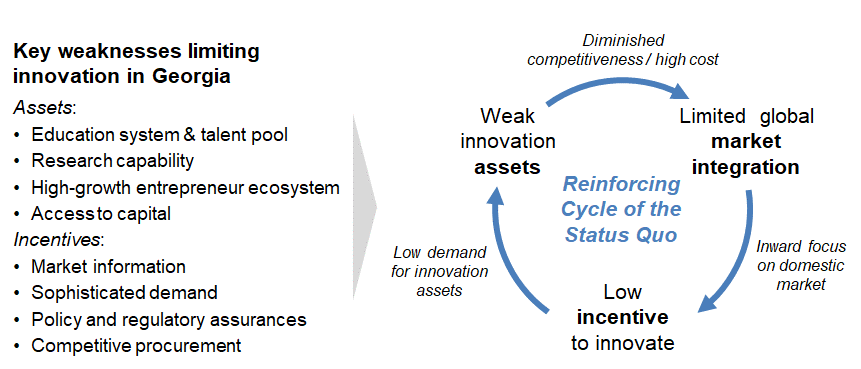 Key weaknesses limiting
innovation in Georgia
Assets:
• Education system & talent pool
• Research capability
• High-growth entrepreneur ecosystem
• Access to capital
Incentives:
• Market information
• Sophisticated demand
• Policy and regulatory assurances
• Competitive procurement
Diminished
competitiveness / high cost
Weak
innovation
assets
Limited global
market
integration
Reinforcing
Cycle of the
Status Quo
Low demand
for innovation
assets
Inward focus
on domestic
market
Low
incentive
to innovate